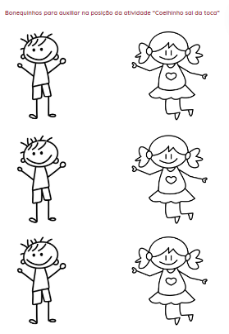 Bonequinhos para auxiliar na posição da atividade "Coelhinho sai da toca"